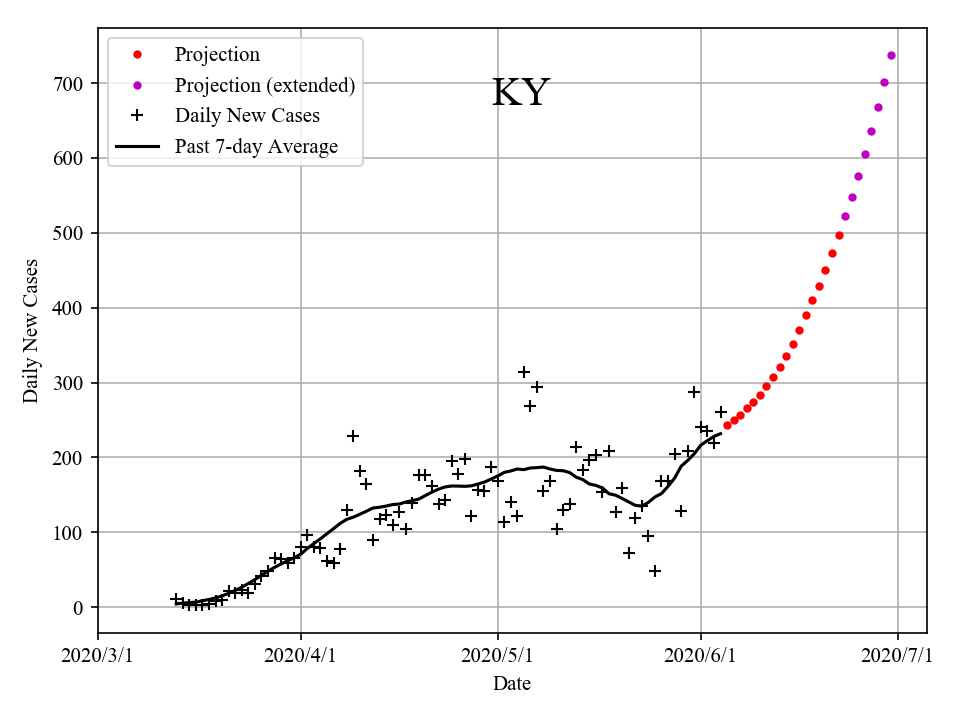 KY
Projection
Projection (extended)
Daily New Cases
Past 7-day Average
Daily New Cases
700
600
500
400
300
200
100
0
2020/3/1 2020/4/1 2020/5/1 2020/6/1 2020/7/1
Date